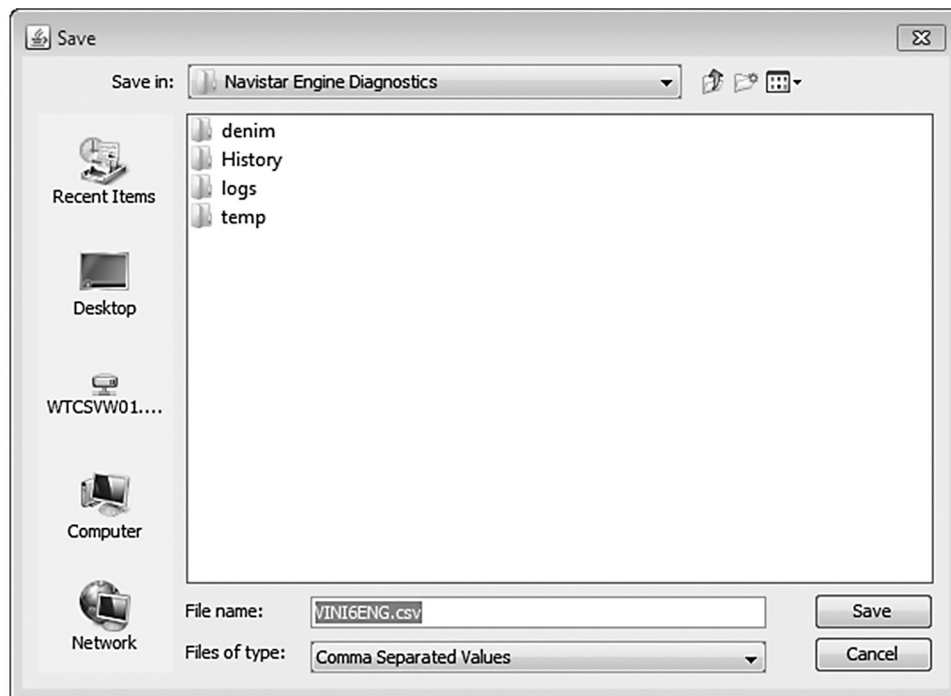 Save
Save in: Navistar Engine Diagnostics
denim
History
logs
temp
Recent Items
Desktop
WTCSVW01....
Computer
Network
File name: VINI6ENG.csv
Save
Files of type: Comma Separated Values
Cancel